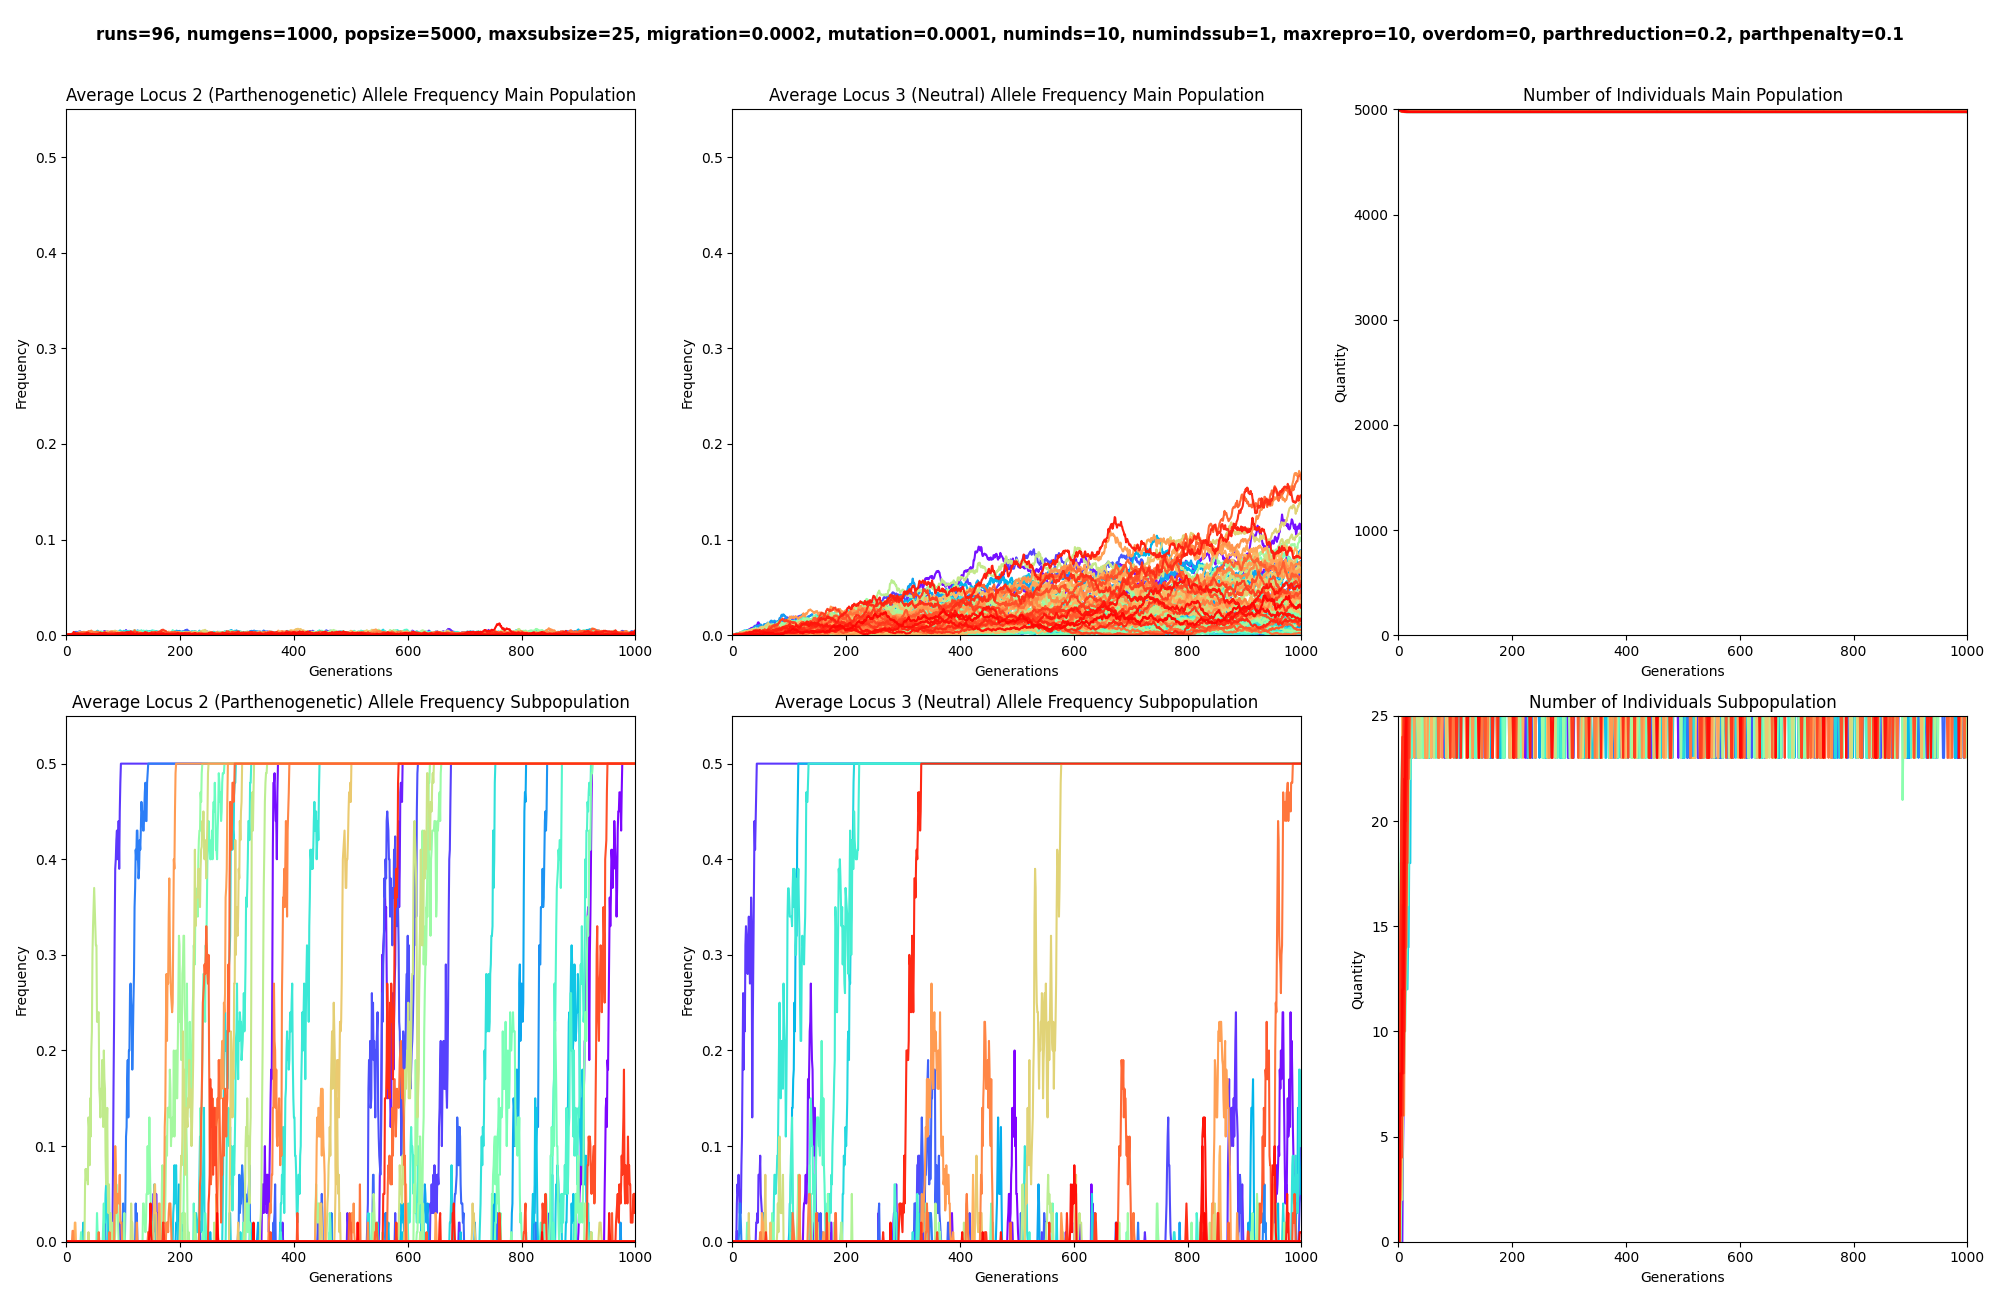 runs=96, numgens=1000, popsize=5000, maxsubsize=25, migration=0.0002, mutation=0.0001, numinds=10, numindssub=1, maxrepro=10, overdom=0, parthreduction=0.2, parthpenalty=0.1
Average Locus 2 (Parthenogenetic) Allele Frequency Main Population
0.5
0.4
0.3
0.2
0.1
0.0
Frequency
0 200 400 600 800 1000
Generations
Average Locus 3 (Neutral) Allele Frequency Main Population
0.5
0.4
0.3
0.2
0.1
0.0
Frequency
0 200 400 600 800 1000
Generations
Number of Individuals Main Population
5000
4000
3000
2000
1000
0
Quantity
0 200 400 600 800 1000
Generations
Average Locus 2 (Parthenogenetic) Allele Frequency Subpopulation
0.5
0.4
0.3
0.2
0.1
0.0
Frequency
0 200 400 600 800 1000
Generations
Average Locus 3 (Neutral) Allele Frequency Subpopulation
0.5
0.4
0.3
0.2
0.1
0.0
Frequency
0 200 400 600 800 1000
Generations
Number of Individuals Subpopulation
25
20
15
10
5
0
Quantity
0 200 400 600 800 1000
Generations